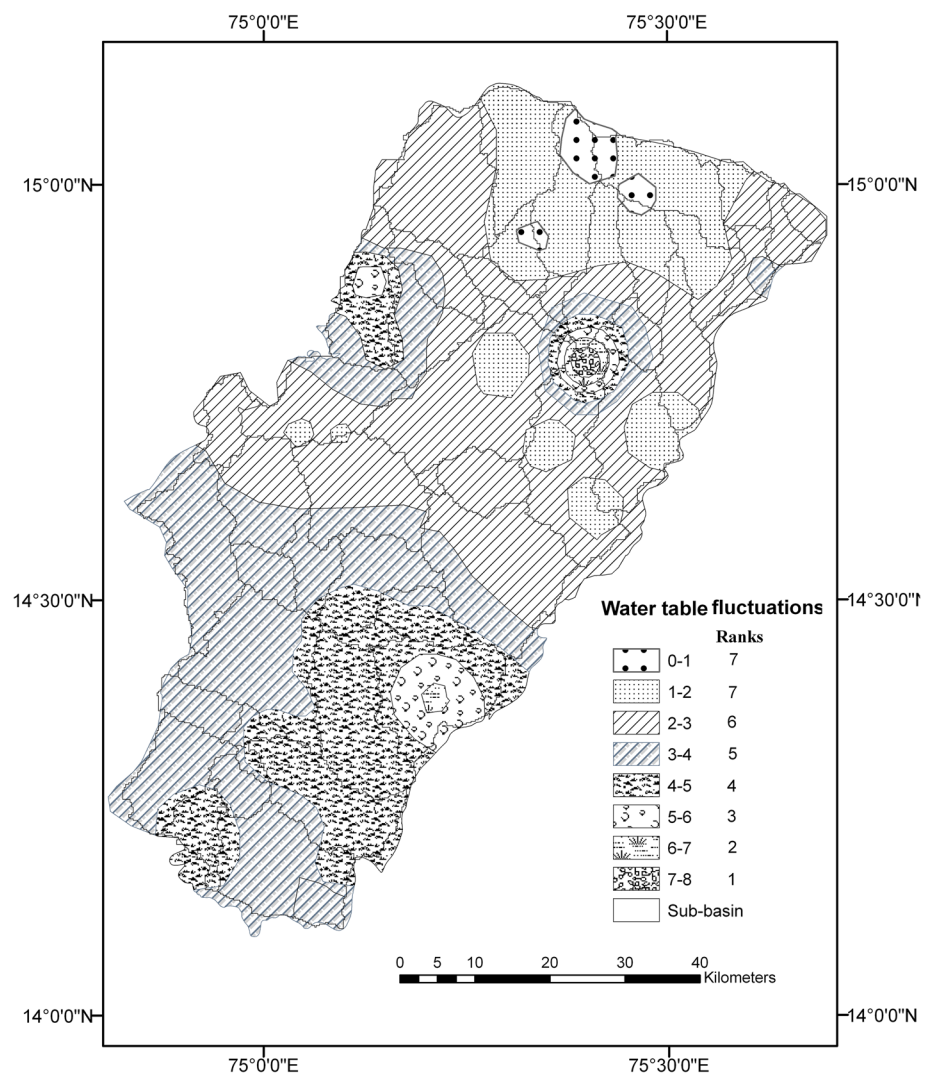 75°0'0"E 75°30'0"E
15°0'0"N 15°0'0"N
14°30'0"N 14°30'0"N
Water table fluctuations
Ranks
0-1 7
1-2 7
2-3 6
3-4 5
4-5 4
5-6 3
6-7 2
7-8 1
Sub-basin
0 5 10 20 30 40
Kilometers
14°0'0"N 14°0'0"N
75°0'0"E 75°30'0"E